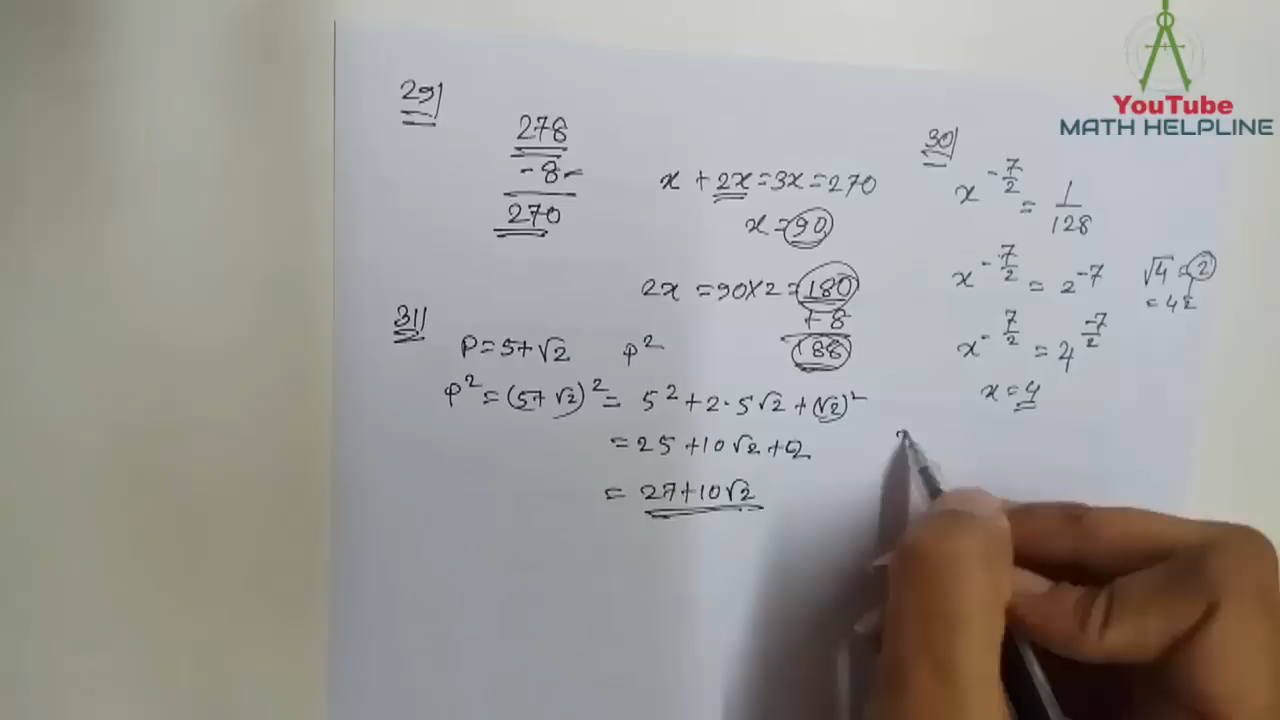 29)
278
-8
270
x + 2x = 3x = 270
x = 90
2x = 90×2 = 180
+8
188
30)
x^{-7/2} = 1/128
x^{-7/2} = 2^{-7}
√4 = 2
= 4^{1/2}
x^{-7/2} = 4^{-7/2}
x = 4
31)
P = 5+√2 P²
P² = (5+√2)² = 5² + 2·5√2 + (√2)²
= 25 + 10√2 + 2
= 27+10√2
YouTube
MATH HELPLINE